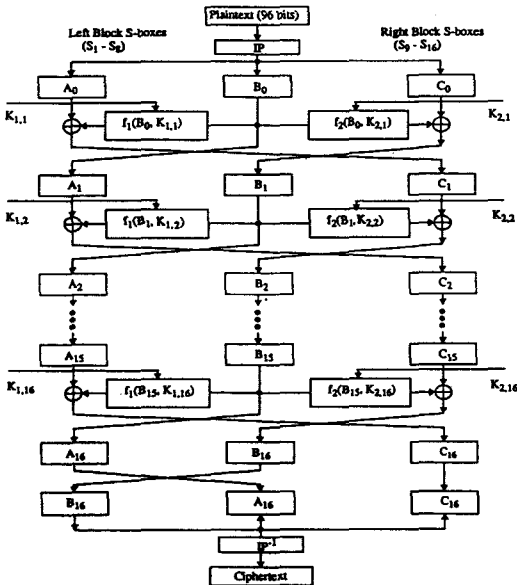 Plaintext (96 bits)
Left Block S-boxes
(S1 - S8)
Right Block S-boxes
(S9 - S16)
IP
A0
B0
C0
K1,1
f1(B0, K1,1)
f2(B0, K2,1)
K2,1
A1
B1
C1
K1,2
f1(B1, K1,2)
f2(B1, K2,2)
K2,2
A2
B2
C2
A15
B15
C15
K1,16
f1(B15, K1,16)
f2(B15, K2,16)
K2,16
A16
B16
C16
B16
A16
C16
IP-1
Ciphertext